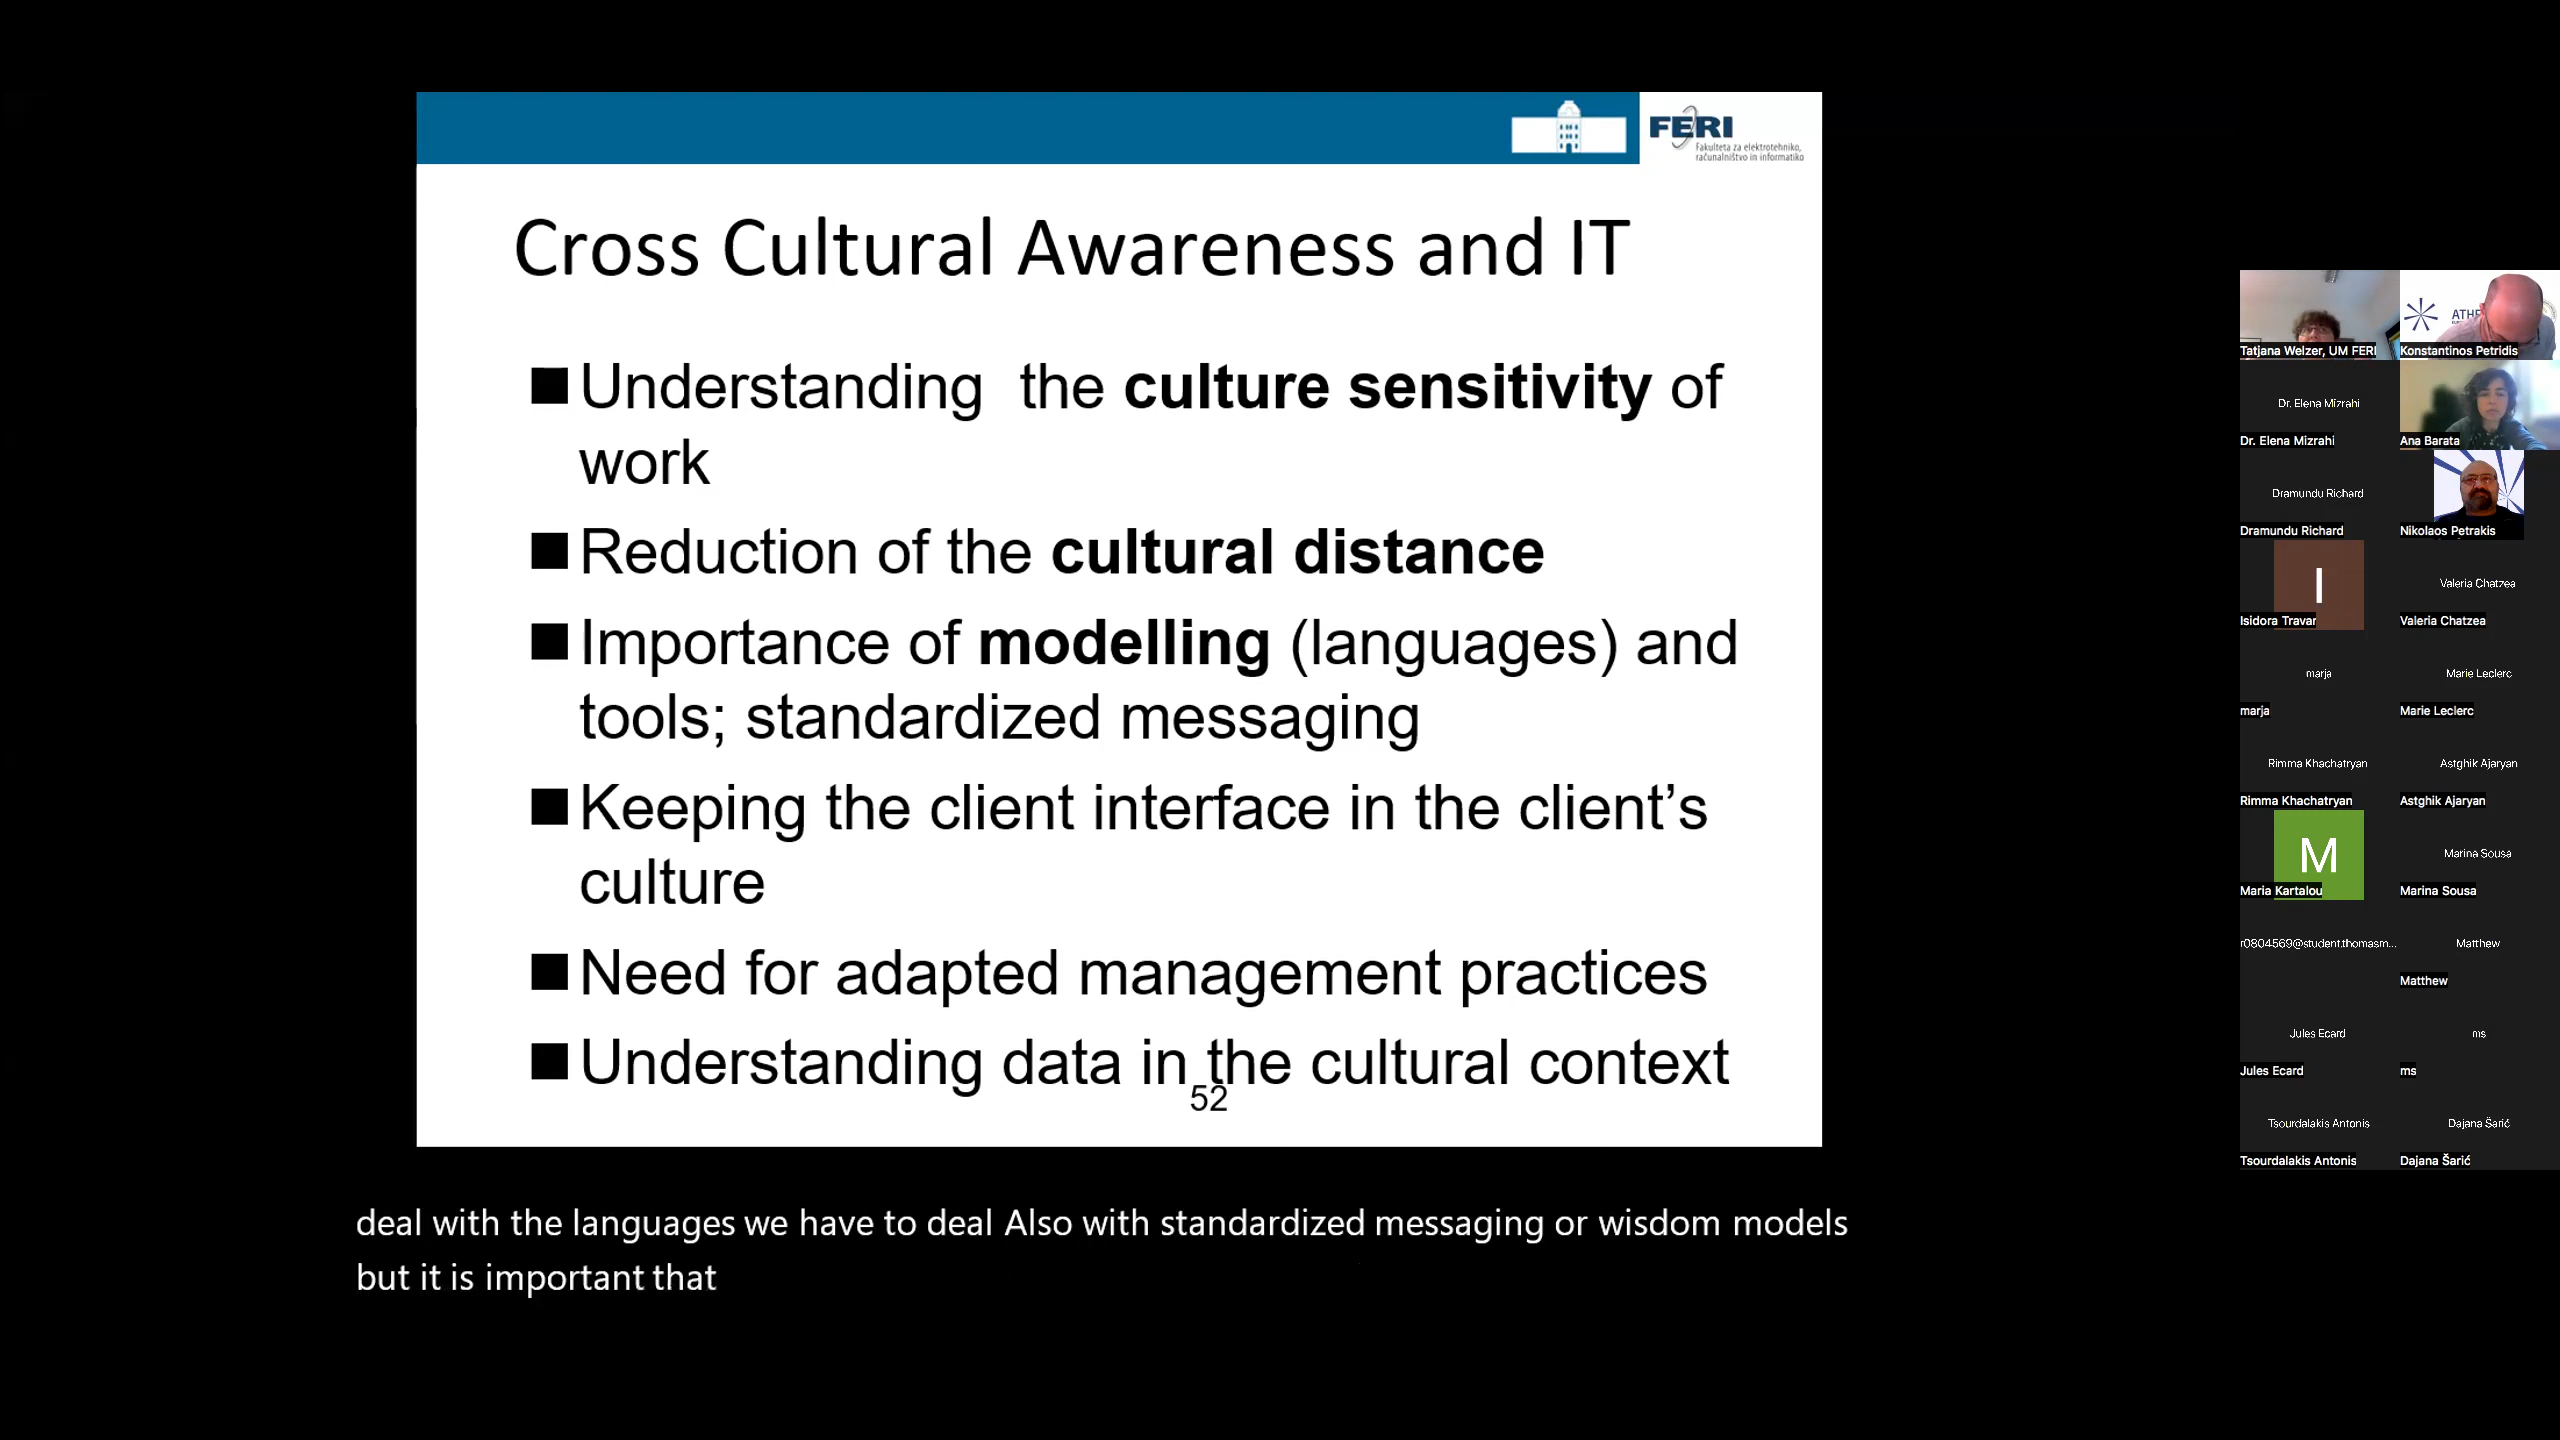 FERI
Fakulteta za elektrotehniko,
računalništvo in informatiko
Cross Cultural Awareness and IT
Understanding the culture sensitivity of
work
Reduction of the cultural distance
Importance of modelling (languages) and
tools; standardized messaging
Keeping the client interface in the client's
culture
Need for adapted management practices
Understanding data in the cultural context
52
deal with the languages we have to deal Also with standardized messaging or wisdom models
but it is important that
ATHE
Tatjana Welzer, UM FERI
Konstantinos Petridis
Dr. Elena Mizrahi
Dr. Elena Mizrahi
Ana Barata
Dramundu Richard
Dramundu Richard
Nikolaos Petrakis
I
Isidora Travar
Valeria Chatzea
Valeria Chatzea
marja
marja
Marie Leclerc
Marie Leclerc
Rimma Khachatryan
Rimma Khachatryan
Astghik Ajaryan
Astghik Ajaryan
M
Maria Kartalou
Marina Sousa
Marina Sousa
r0804569@student.thomasm...
Matthew
Matthew
Jules Ecard
Jules Ecard
ms
ms
Tsourdalakis Antonis
Tsourdalakis Antonis
Dajana Šarić
Dajana Šarić